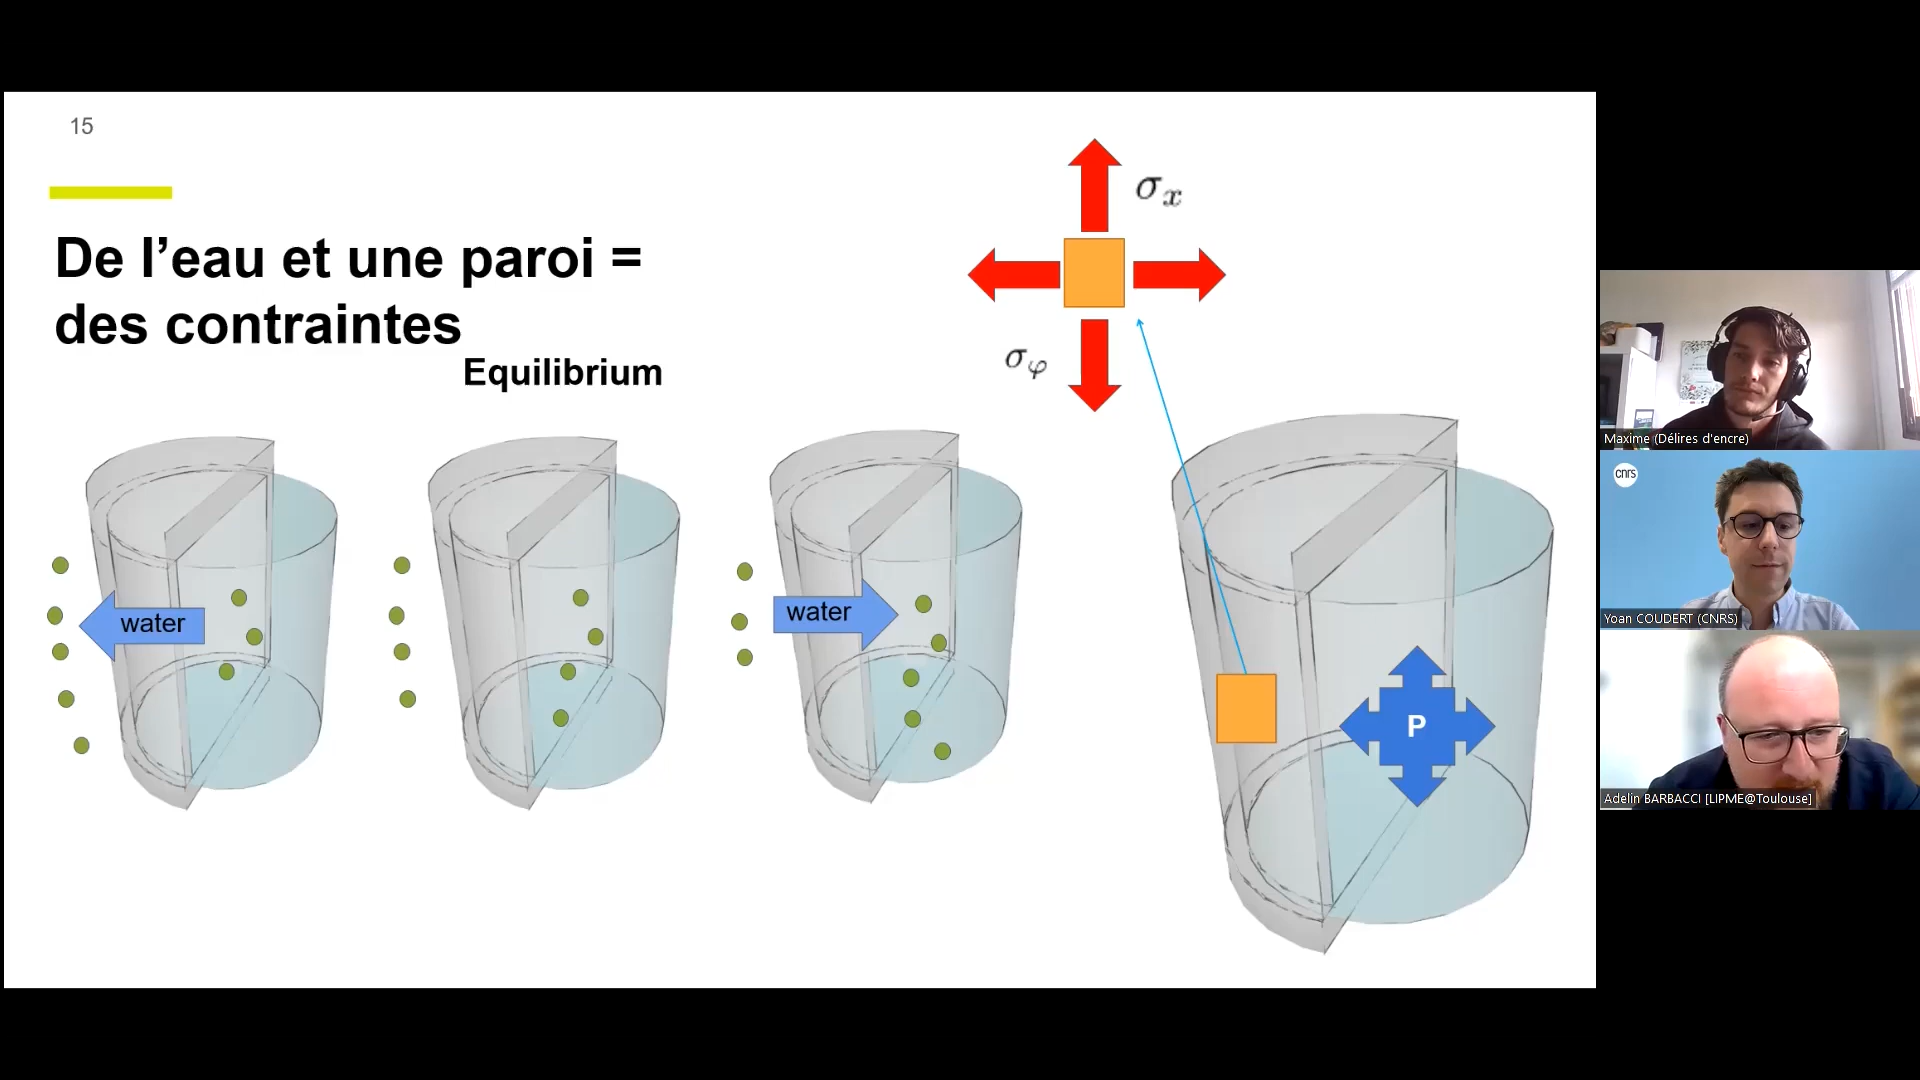 15
De l’eau et une paroi =
des contraintes
Equilibrium
σx
σφ
water
water
P
Maxime (Délires d'encre)
cnrs
Yoan COUDERT (CNRS)
Adelin BARBACCI [LIPME@Toulouse]